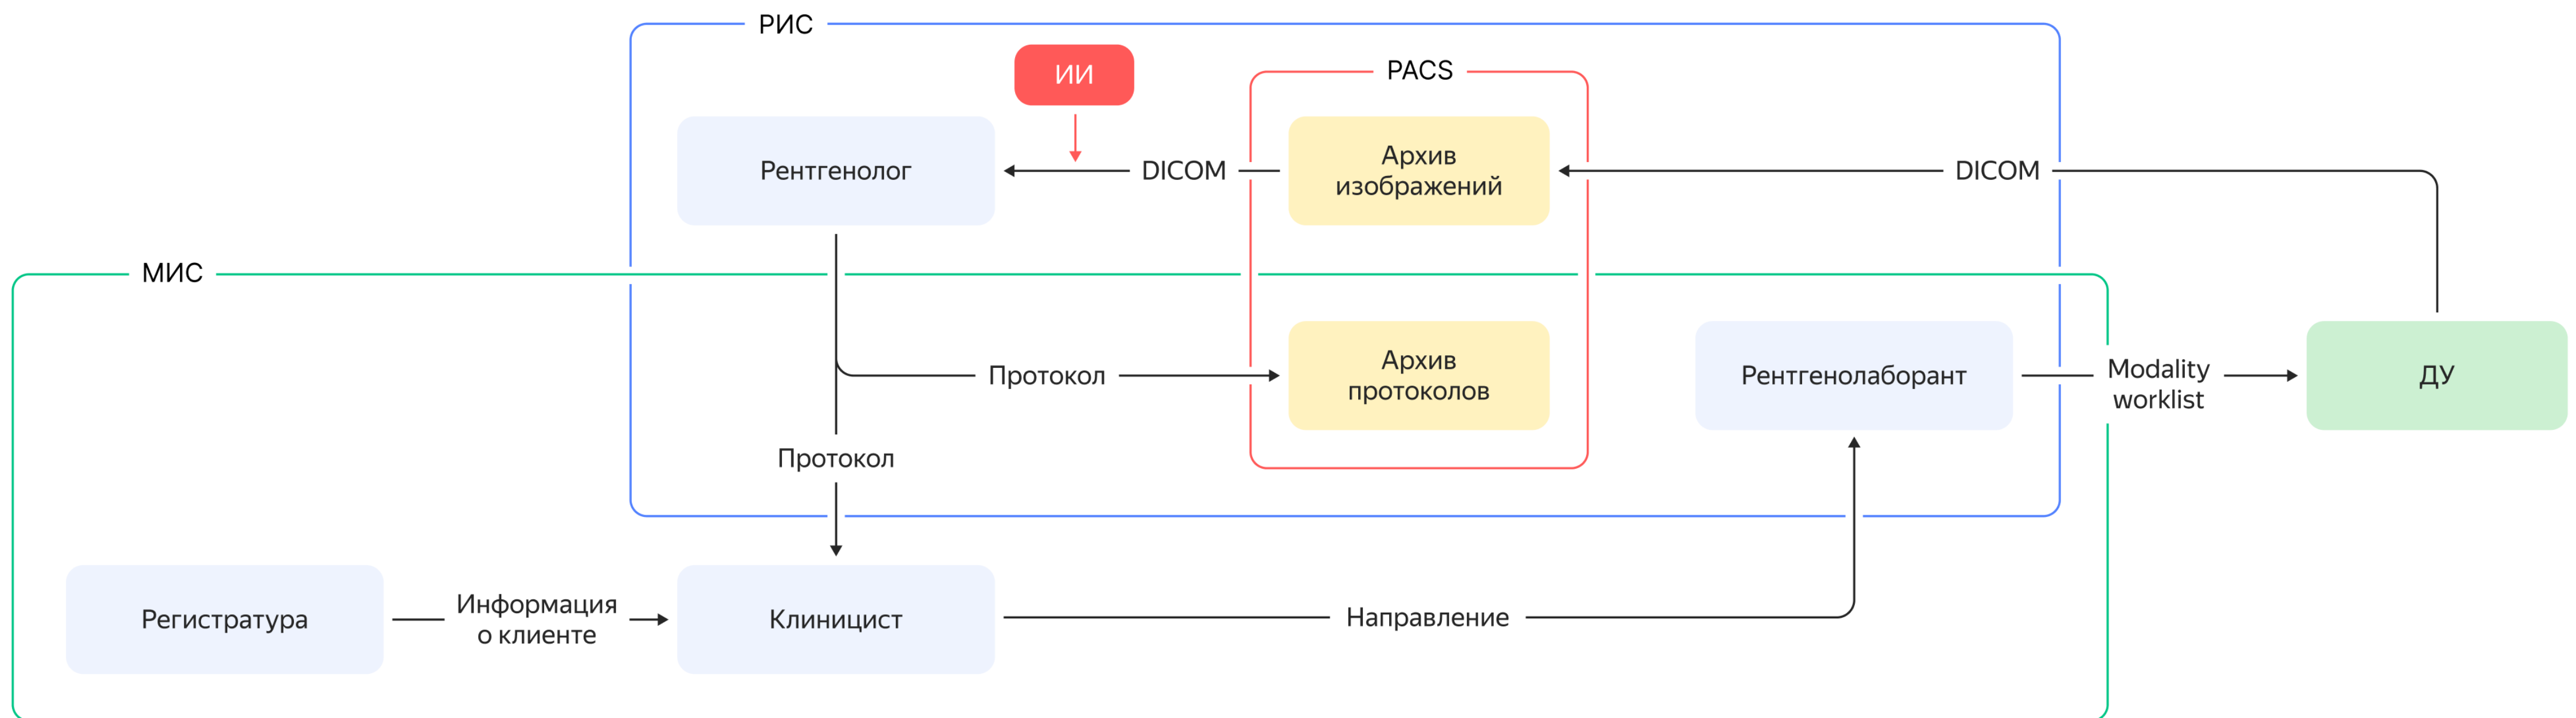 РИС
ИИ
PACS
Рентгенолог
DICOM
Архив
изображений
DICOM
МИС
Протокол
Архив
протоколов
Рентгенолаборант
Modality
worklist
ДУ
Протокол
Регистратура
Информация
о клиенте
Клиницист
Направление